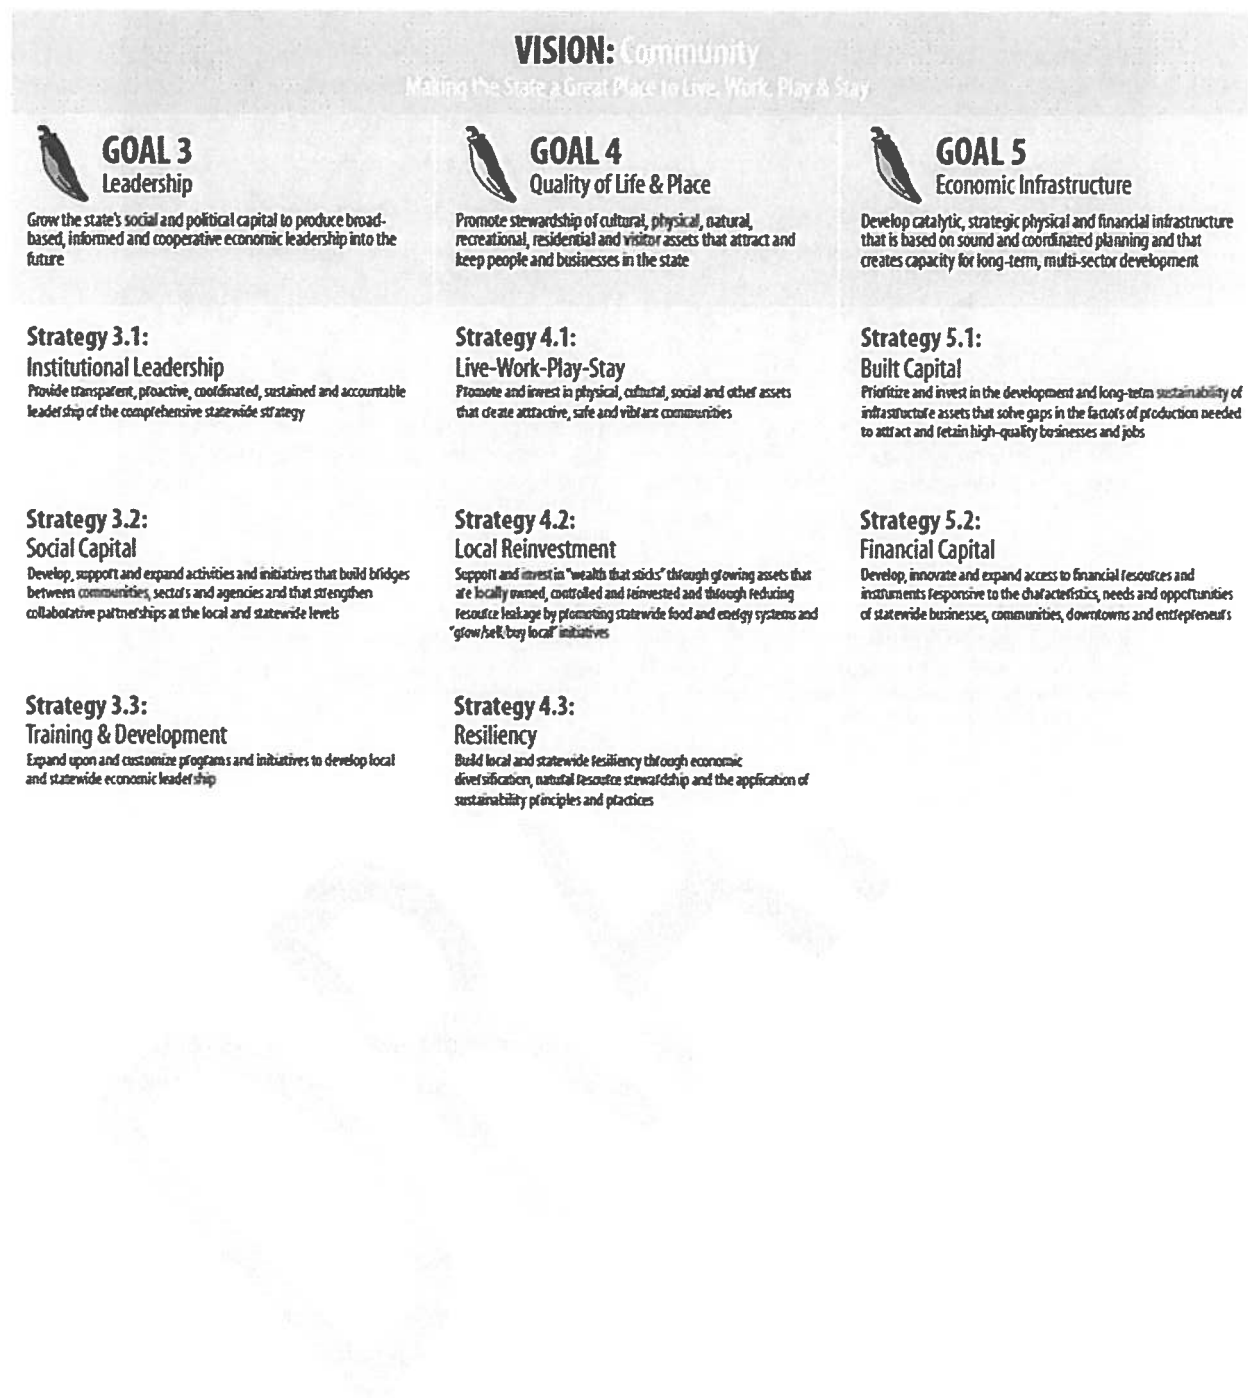 VISION: Community
Making the State a Great Place to Live, Work, Play & Stay
GOAL 3
Leadership
Grow the state's social and political capital to produce broad-
based, informed and cooperative economic leadership into the
future
Strategy 3.1:
Institutional Leadership
Provide transparent, proactive, coordinated, sustained and accountable
leadership of the comprehensive statewide strategy
Strategy 3.2:
Social Capital
Develop, support and expand activities and initiatives that build bridges
between communities, sectors and agencies and that strengthen
collaborative partnerships at the local and statewide levels
Strategy 3.3:
Training & Development
Expand upon and customize programs and initiatives to develop local
and statewide economic leadership
GOAL 4
Quality of Life & Place
Promote stewardship of cultural, physical, natural,
recreational, residential and visitor assets that attract and
keep people and businesses in the state
Strategy 4.1:
Live-Work-Play-Stay
Promote and invest in physical, cultural, social and other assets
that create attractive, safe and vibrant communities
Strategy 4.2:
Local Reinvestment
Support and invest in "wealth that sticks" through growing assets that
are locally owned, controlled and reinvested and through reducing
resource leakage by promoting statewide food and energy systems and
"grow/sell/buy local" initiatives
Strategy 4.3:
Resiliency
Build local and statewide resiliency through economic
diversification, natural resource stewardship and the application of
sustainability principles and practices
GOAL 5
Economic Infrastructure
Develop catalytic, strategic physical and financial infrastructure
that is based on sound and coordinated planning and that
creates capacity for long-term, multi-sector development
Strategy 5.1:
Built Capital
Prioritize and invest in the development and long-term sustainability of
infrastructure assets that solve gaps in the factors of production needed
to attract and retain high-quality businesses and jobs
Strategy 5.2:
Financial Capital
Develop, innovate and expand access to financial resources and
instruments responsive to the characteristics, needs and opportunities
of statewide businesses, communities, downtowns and entrepreneurs